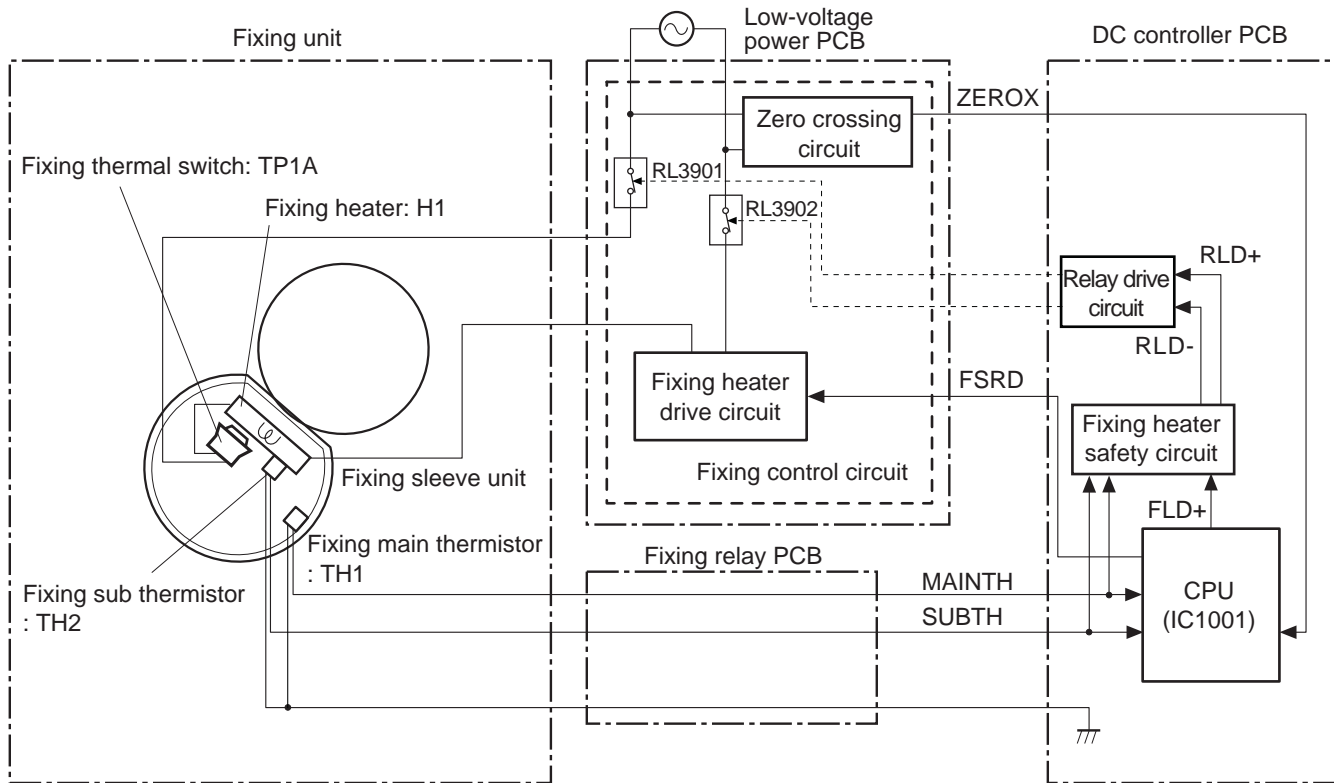 Fixing unit
Low-voltage
power PCB
DC controller PCB
ZEROX
Zero crossing
circuit
Fixing thermal switch: TP1A
RL3901
Fixing heater: H1
RL3902
RLD+
Relay drive
circuit
RLD-
Fixing heater
drive circuit
FSRD
Fixing heater
safety circuit
Fixing sleeve unit
Fixing control circuit
FLD+
Fixing main thermistor
: TH1
Fixing relay PCB
MAINTH
CPU
(IC1001)
Fixing sub thermistor
: TH2
SUBTH